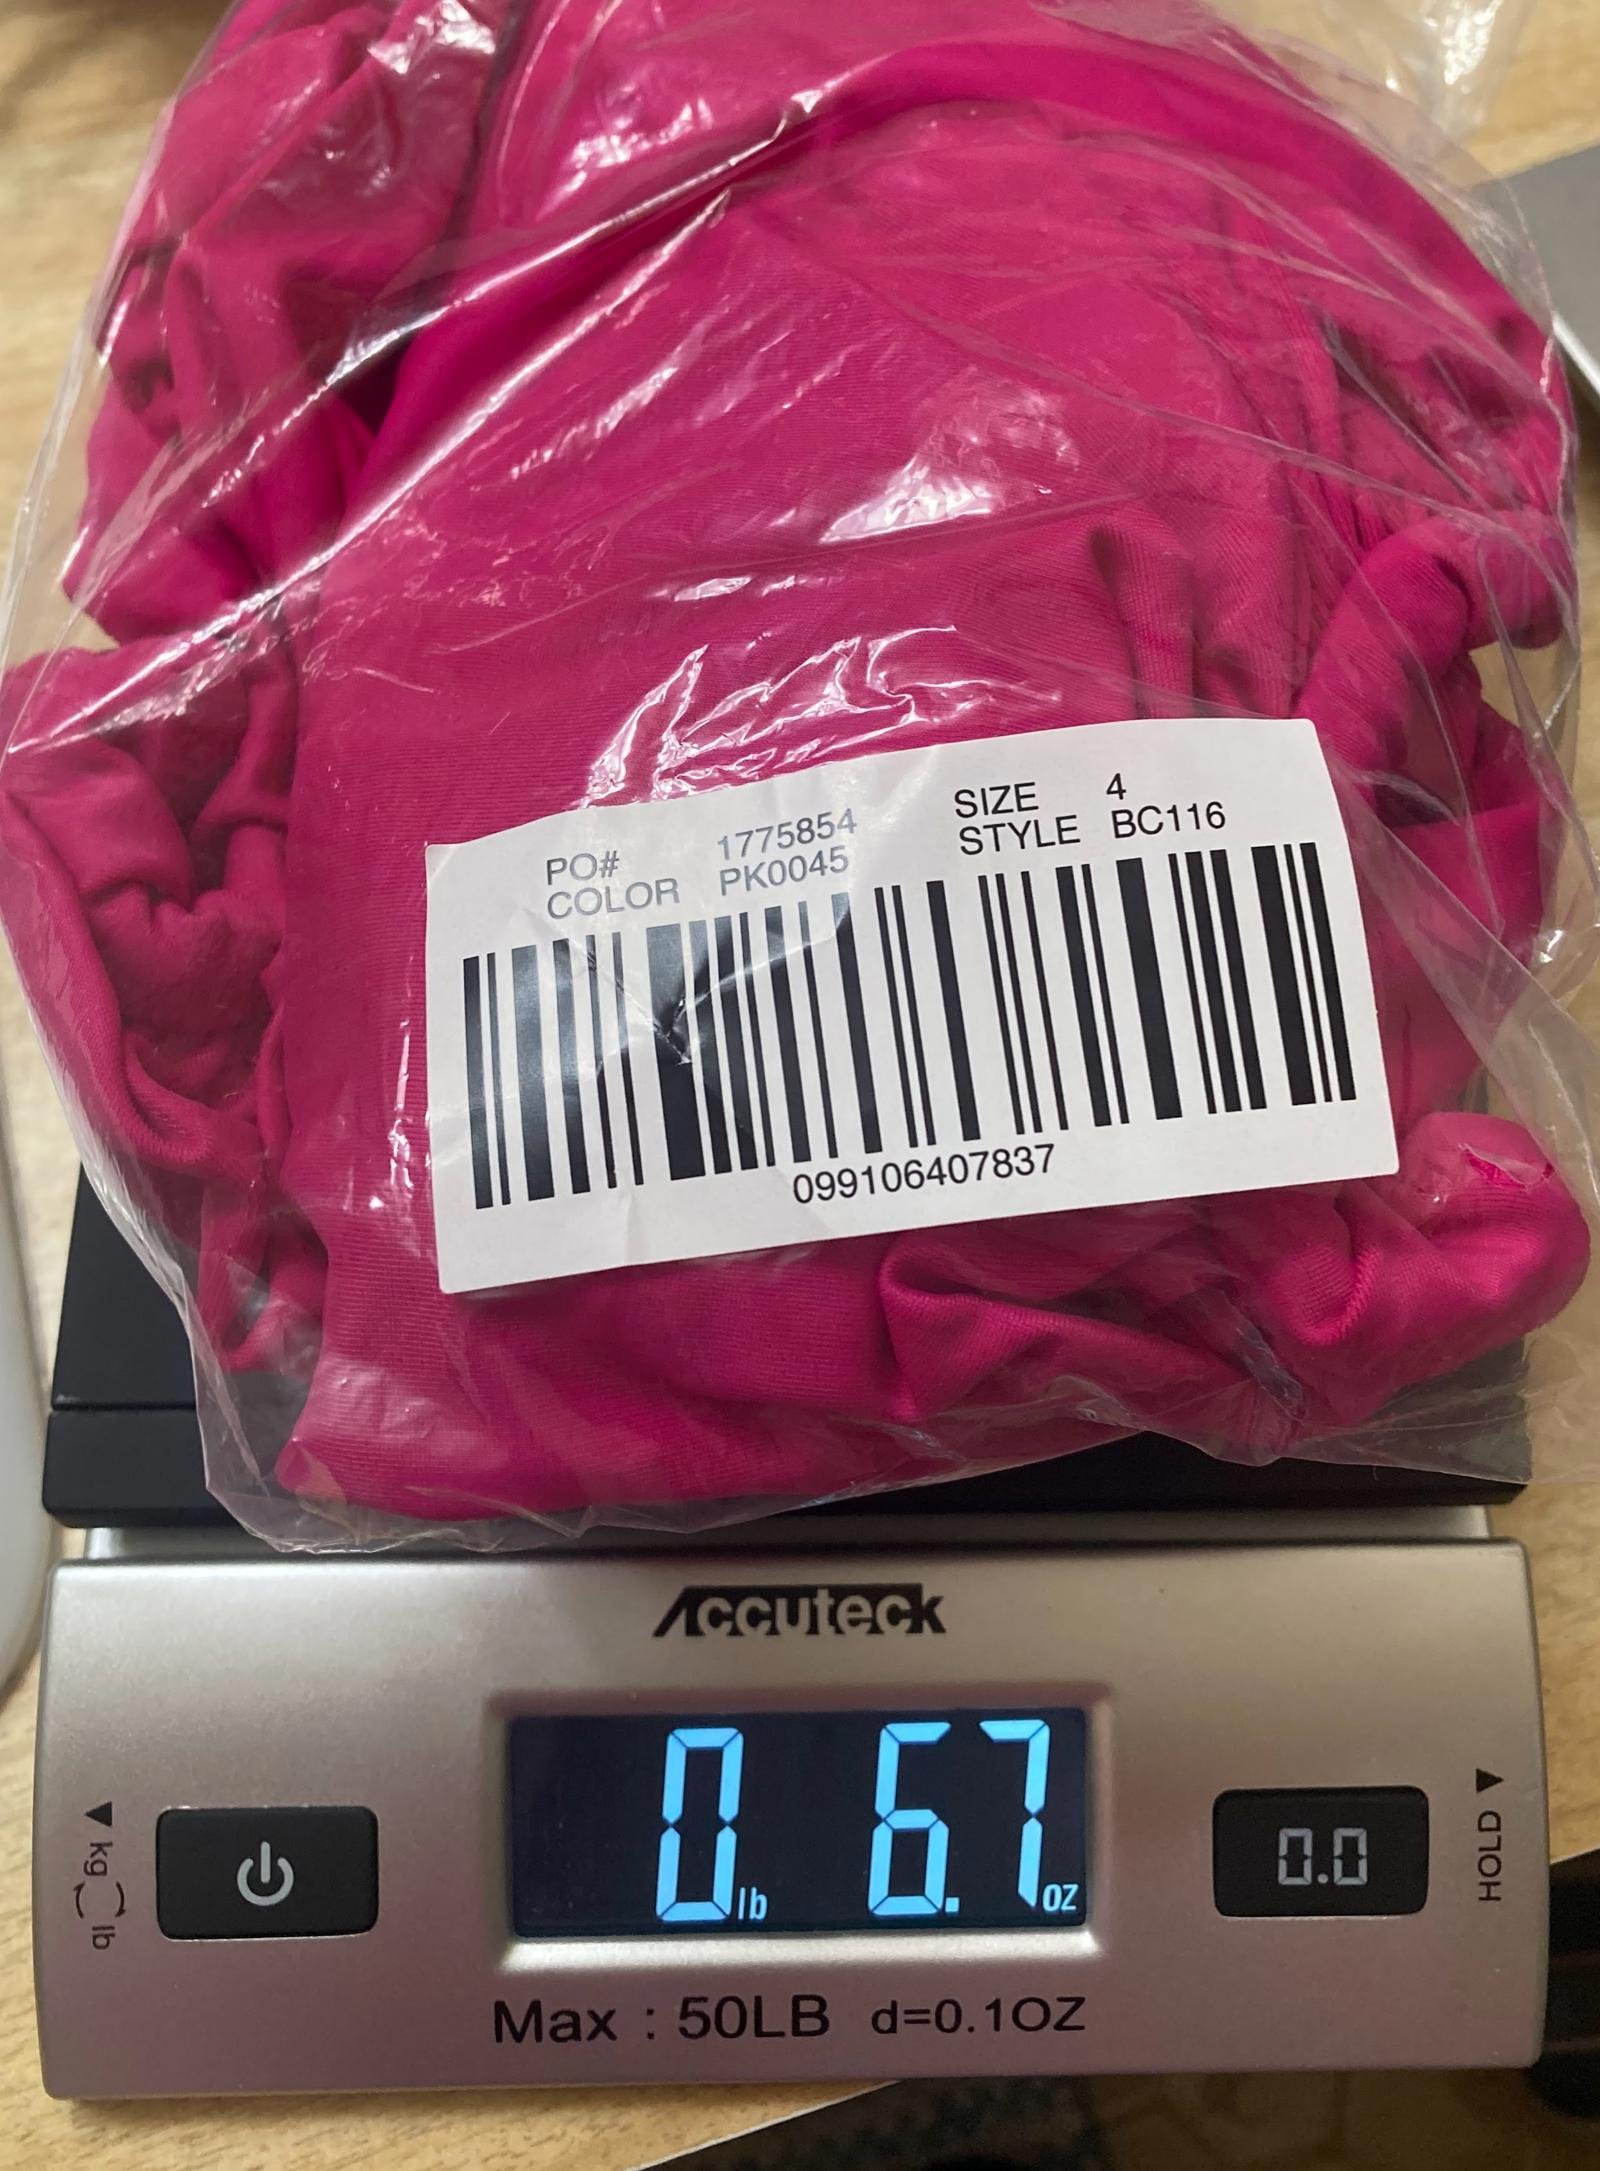 PO# 1775854 SIZE 4
COLOR PK0045 STYLE BC116
099106407837
Accuteck
0 lb 6.7 oz
kg lb
0.0
HOLD
Max : 50LB d=0.1OZ